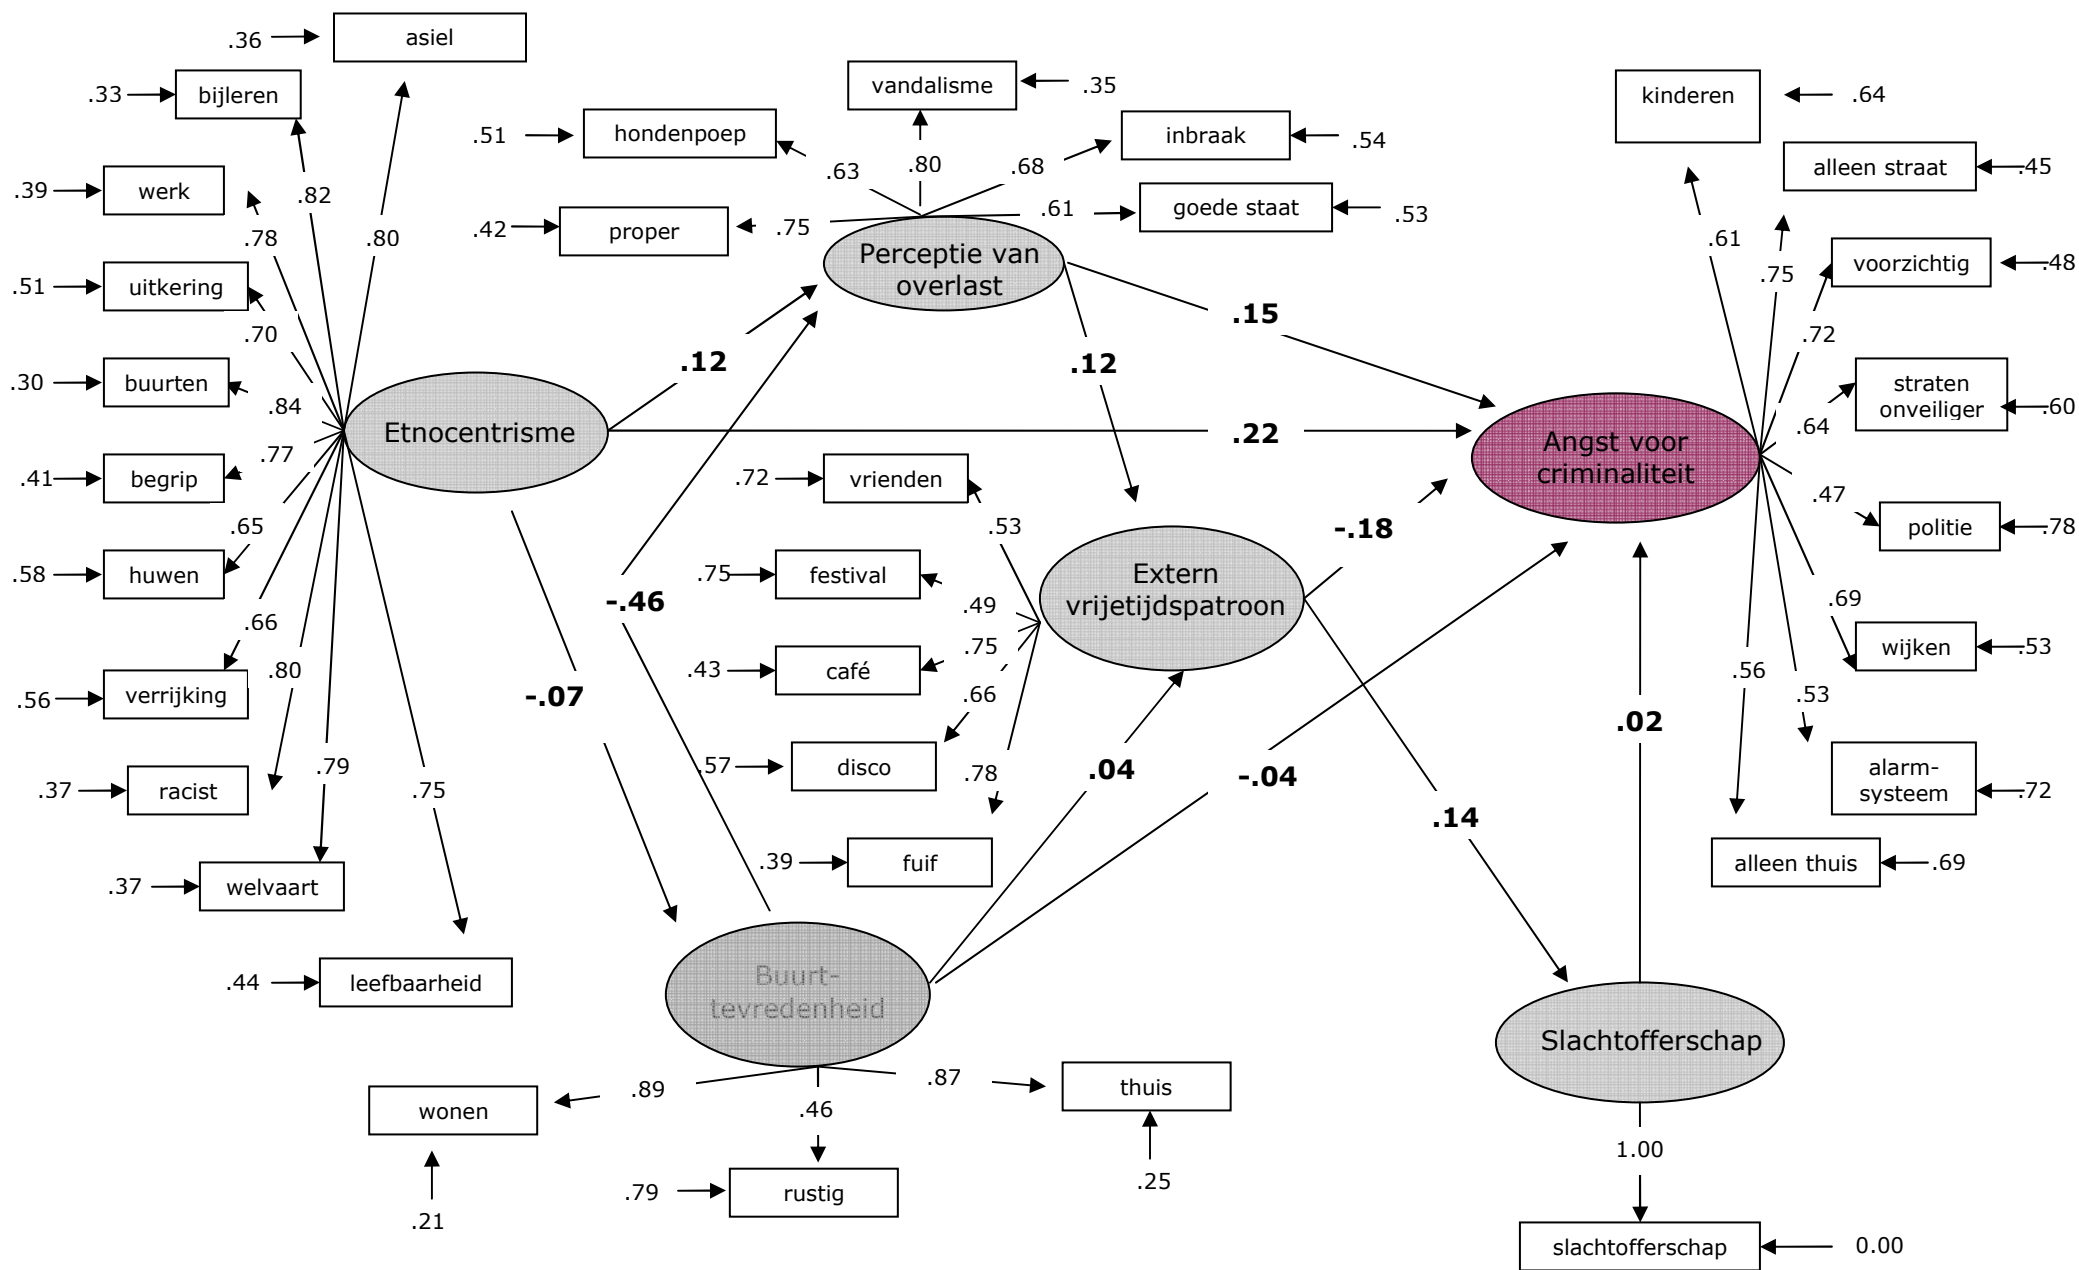 .36
asiel
.33
bijleren
vandalisme
.35
kinderen
.64
.51
hondenpoep
inbraak
.54
.39
werk
.82
.63
.80
.68
alleen straat
.45
.78
.80
.42
proper
.75
.61
goede staat
.53
.61
.75
voorzichtig
.48
Perceptie van
overlast
.51
uitkering
.70
.15
.72
.30
buurten
.84
.12
.12
straten
onveiliger
.60
.64
Etnocentrisme
.22
Angst voor
criminaliteit
.41
begrip
.77
.72
vrienden
.53
-.18
.47
politie
.78
.58
huwen
.65
.75
festival
.49
Extern
vrijetijdspatroon
-.46
.69
.66
.43
café
.75
wijken
.53
.56
verrijking
.80
-.07
.66
.56
.53
.02
.37
racist
.79
.75
.57
disco
.78
.04
-.04
.14
alarm-
systeem
.72
.39
fuif
alleen thuis
.69
.37
welvaart
.44
leefbaarheid
Buurt-
tevredenheid
Slachtofferschap
.89
.46
.87
thuis
wonen
1.00
.21
.79
rustig
.25
slachtofferschap
0.00